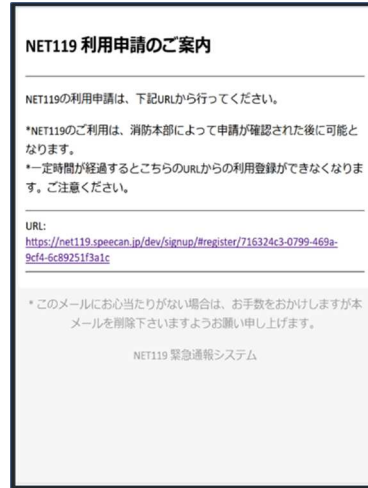 NET119 利用申請のご案内
NET119の利用申請は、下記URLから行ってください。
*NET119のご利用は、消防本部によって申請が確認された後に可能と
なります。
*一定時間が経過するとこちらのURLからの利用登録ができなくなりま
す。ご注意ください。
URL:
https://net119.speecan.jp/dev/signup/#register/716324c3-0799-469a-
9cf4-6c89251f3a1c
* このメールにお心当たりがない場合は、お手数をおかけしますが本
メールを削除下さいますようお願い申し上げます。
NET119 緊急通報システム